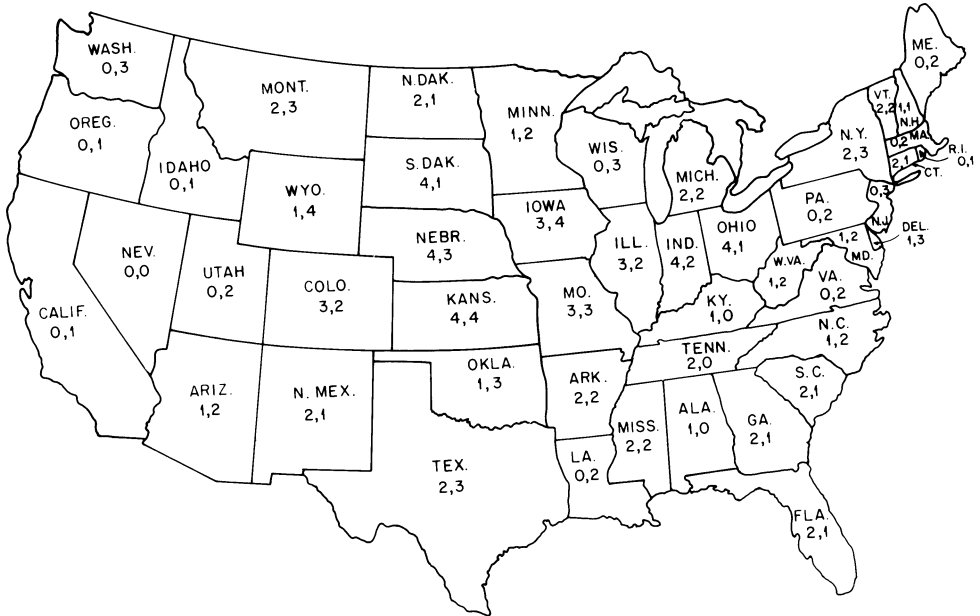 WASH.
0,3
OREG.
0,1
CALIF.
0,1
NEV.
0,0
IDAHO
0,1
MONT.
2,3
WYO.
1,4
UTAH
0,2
COLO.
3,2
ARIZ.
1,2
N. MEX.
2,1
N.DAK.
2,1
S.DAK.
4,1
NEBR.
4,3
KANS.
4,4
OKLA.
1,3
TEX.
2,3
MINN.
1,2
IOWA
3,4
MO.
3,3
ARK.
2,2
LA.
0,2
WIS.
0,3
ILL.
3,2
MICH.
2,2
IND.
4,2
OHIO
4,1
KY.
1,0
TENN.
2,0
MISS.
2,2
ALA.
1,0
GA.
2,1
FLA.
2,1
S.C.
2,1
N.C.
1,2
VA.
0,2
W.VA.
1,2
PA.
0,2
N.Y.
2,3
VT.
2,2
1,1
N.H.
ME.
0,2
0,2 MA.
R.I.
0,1
2,1
CT.
0,3
N.J.
DEL.
1,3
1,2
MD.